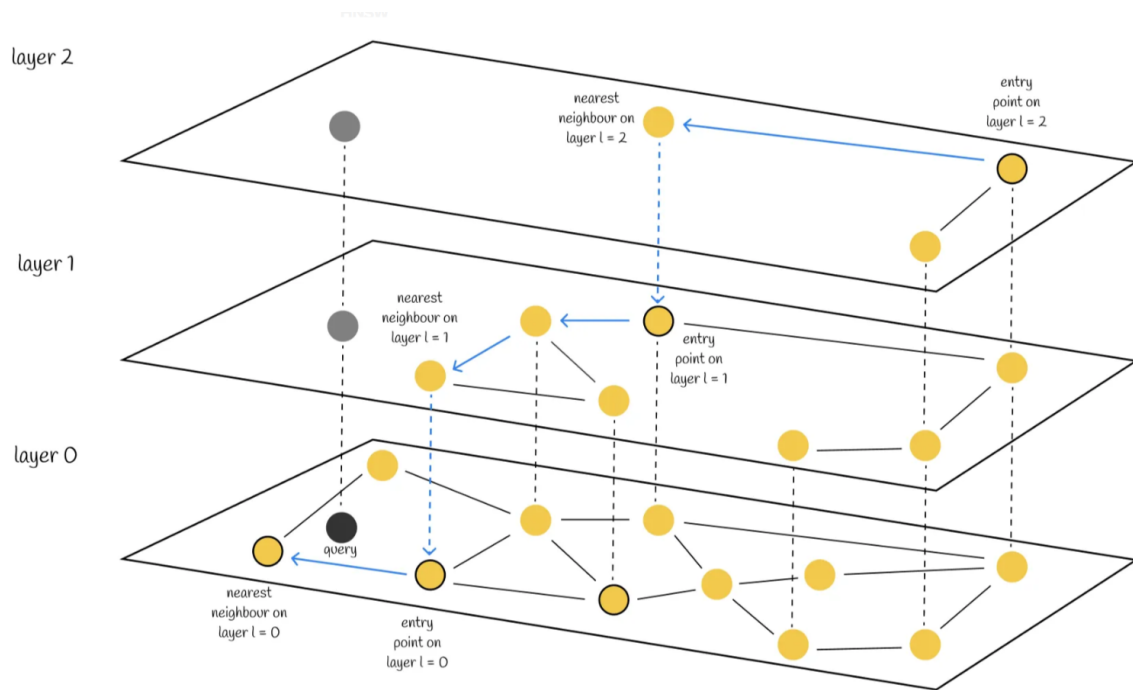 layer 2
entry
point on
layer l = 2
nearest
neighbour on
layer l = 2
layer 1
nearest
neighbour on
layer l = 1
entry
point on
layer l = 1
layer 0
query
nearest
neighbour on
layer l = 0
entry
point on
layer l = 0